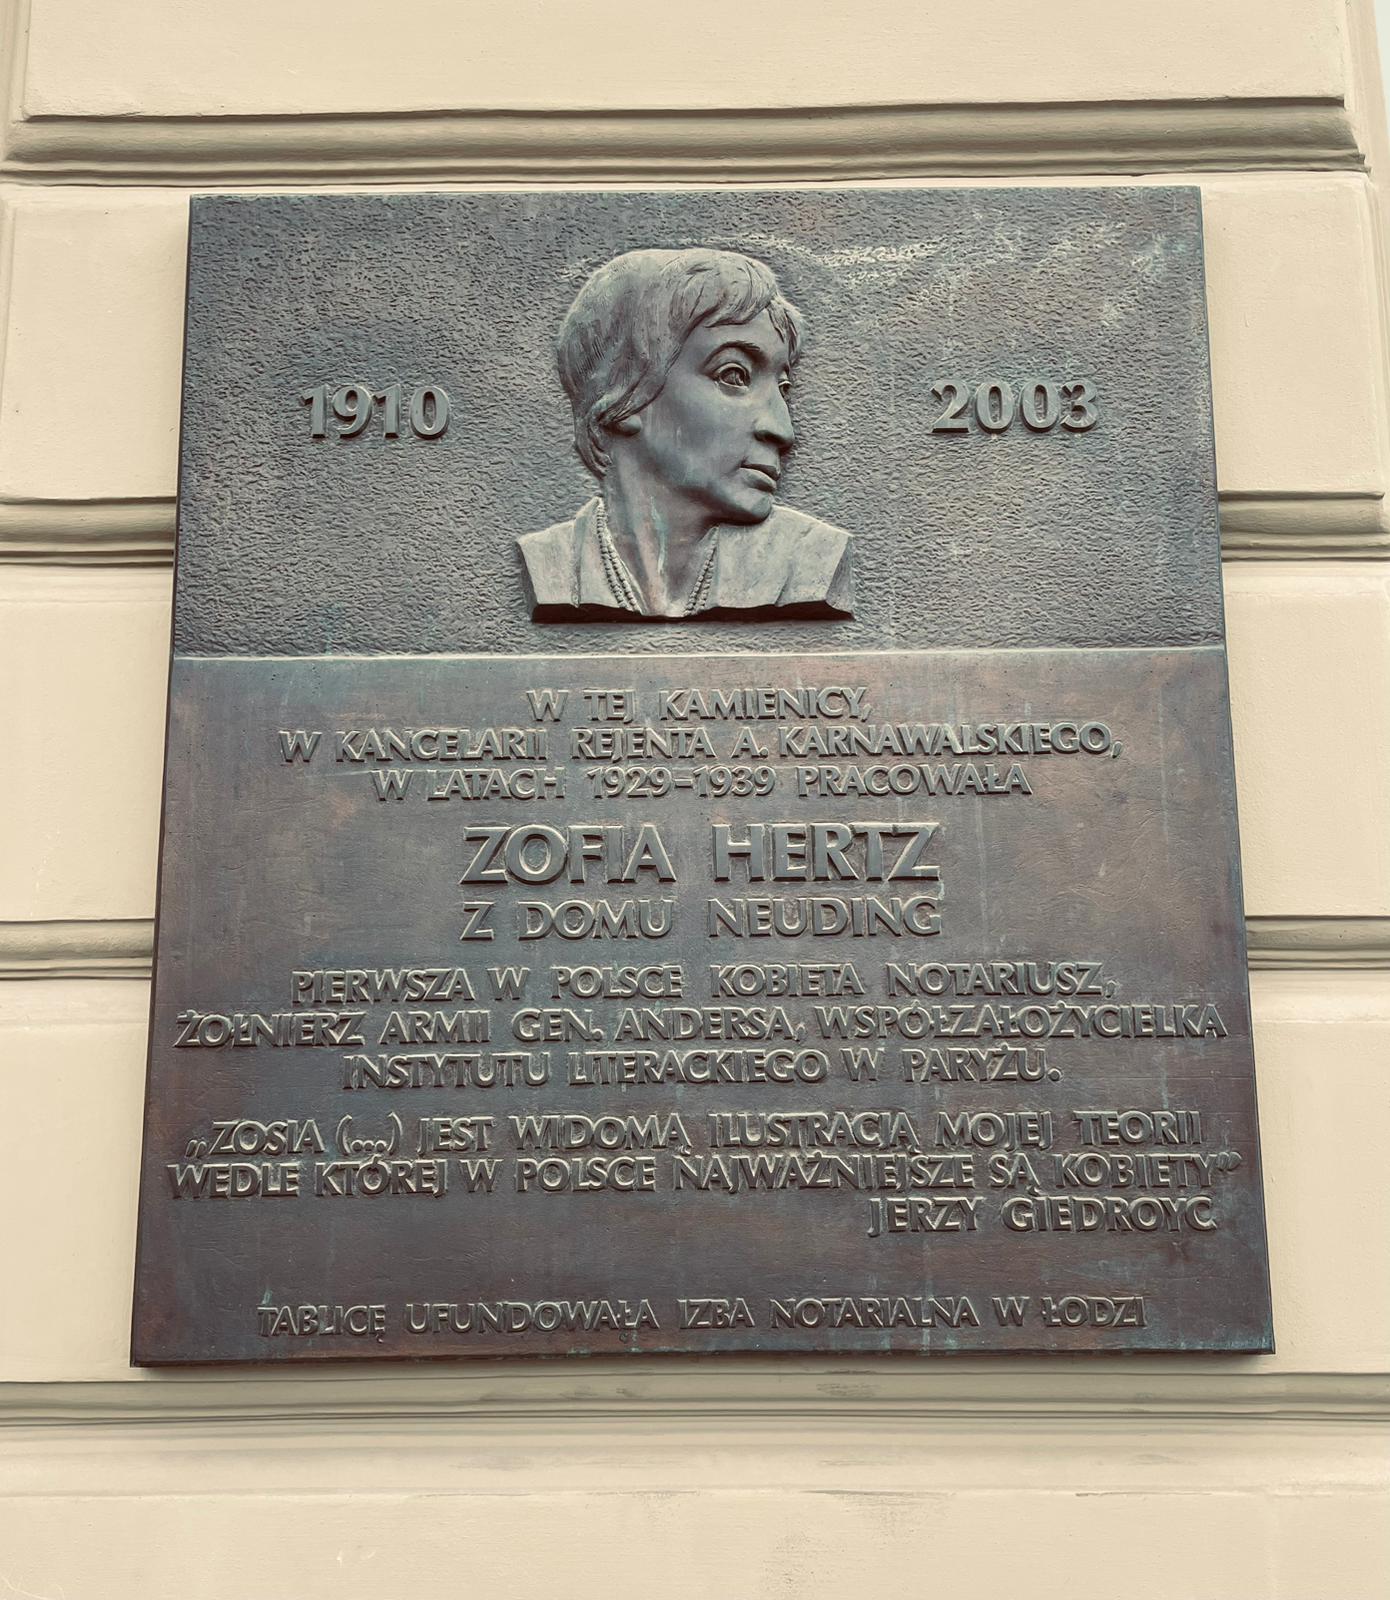 1910 2003
W TEJ KAMIENICY,
W KANCELARII REJENTA A. KARNAWALSKIEGO,
W LATACH 1929-1939 PRACOWAŁA
ZOFIA HERTZ
Z DOMU NEUDING
PIERWSZA W POLSCE KOBIETA NOTARIUSZ,
ŻOŁNIERZ ARMII GEN. ANDERSA, WSPÓŁZAŁOŻYCIELKA
INSTYTUTU LITERACKIEGO W PARYŻU.
„ZOSIA (...) JEST WIDOMĄ ILUSTRACJĄ MOJEJ TEORII
WEDLE KTÓREJ W POLSCE NAJWAŻNIEJSZE SĄ KOBIETY”
JERZY GIEDROYC
TABLICĘ UFUNDOWAŁA IZBA NOTARIALNA W ŁODZI